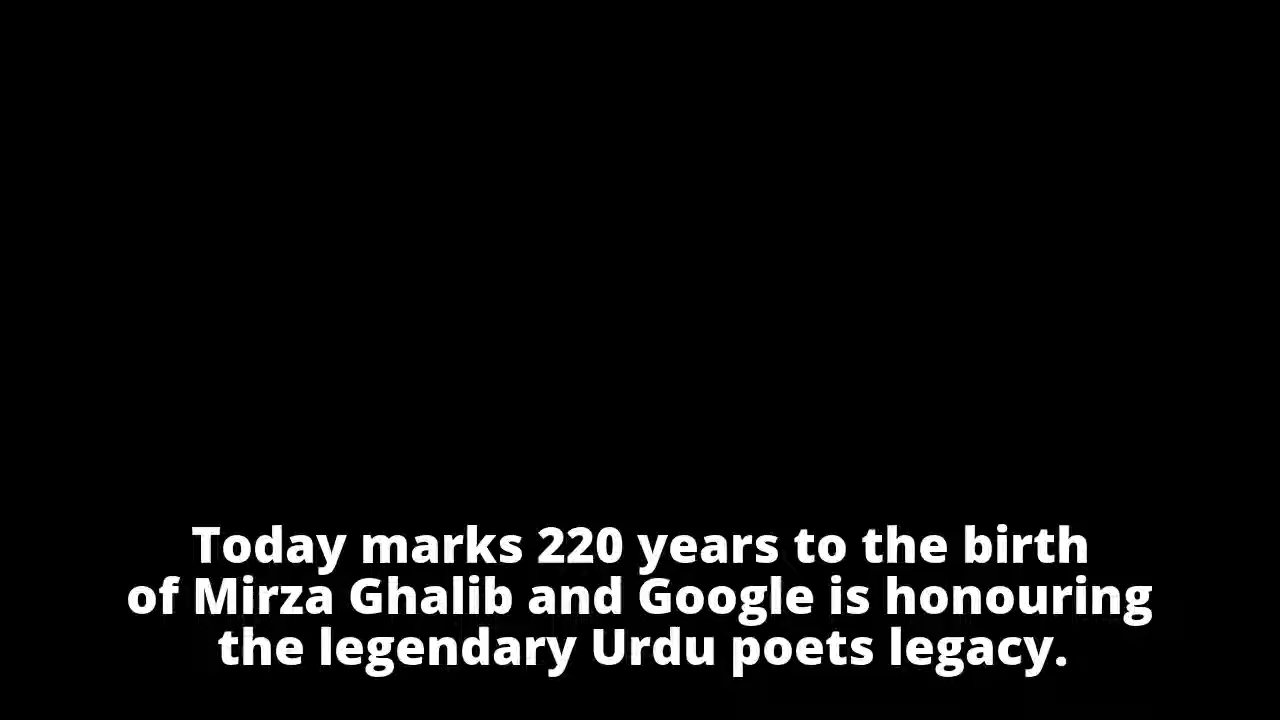 Today marks 220 years to the birth
of Mirza Ghalib and Google is honouring
the legendary Urdu poets legacy.